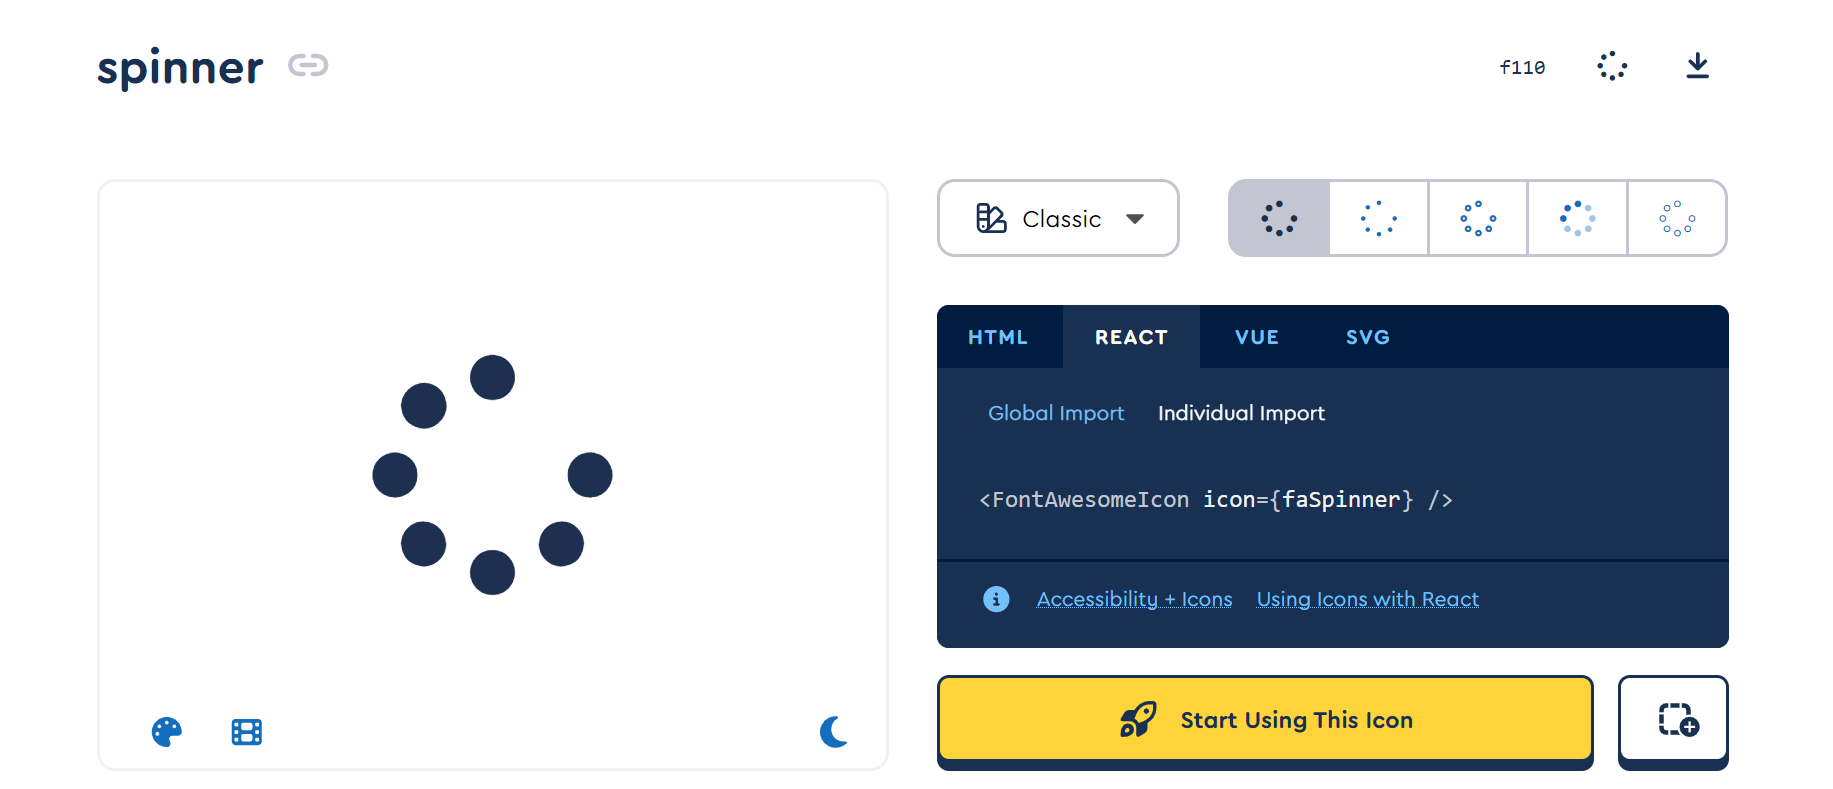 spinner
f110
Classic
HTML REACT VUE SVG
Global Import Individual Import
<FontAwesomeIcon icon={faSpinner} />
Accessibility + Icons Using Icons with React
Start Using This Icon